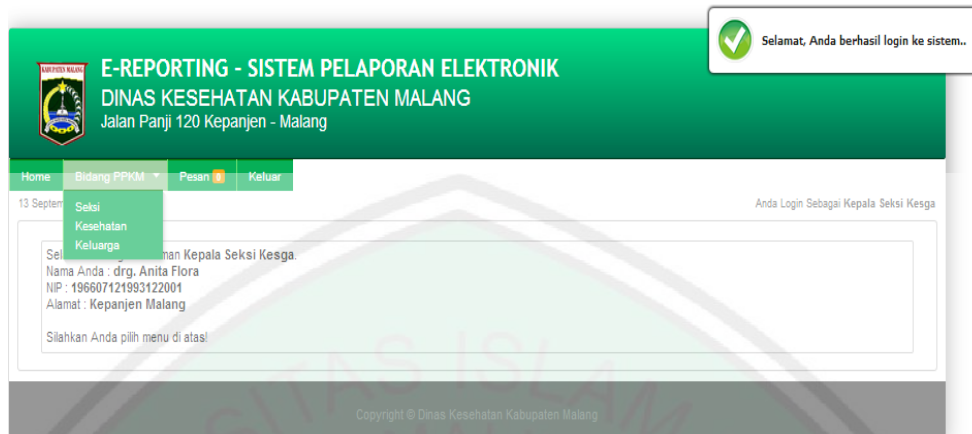 Selamat, Anda berhasil login ke sistem..
KABUPATEN MALANG
E-REPORTING - SISTEM PELAPORAN ELEKTRONIK
DINAS KESEHATAN KABUPATEN MALANG
Jalan Panji 120 Kepanjen - Malang
Home Bidang PPKM Pesan Keluar
13 Septem Anda Login Sebagai Kepala Seksi Kesga
Seksi
Kesehatan
Keluarga
Sel man Kepala Seksi Kesga.
Nama Anda : drg. Anita Flora
NIP : 196607121993122001
Alamat : Kepanjen Malang
Silahkan Anda pilih menu di atas!
SITAS ISLAM
Copyright © Dinas Kesehatan Kabupaten Malang